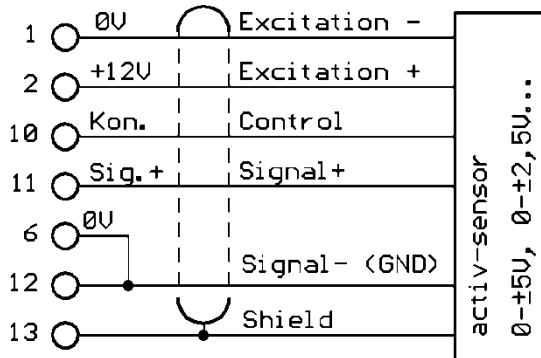 1 0V Excitation -
2 +12V Excitation +
10 Kon. Control
11 Sig.+ Signal+
6 0V
12 Signal- (GND)
13 Shield
activ-sensor
0-±5V, 0-±2,5V...